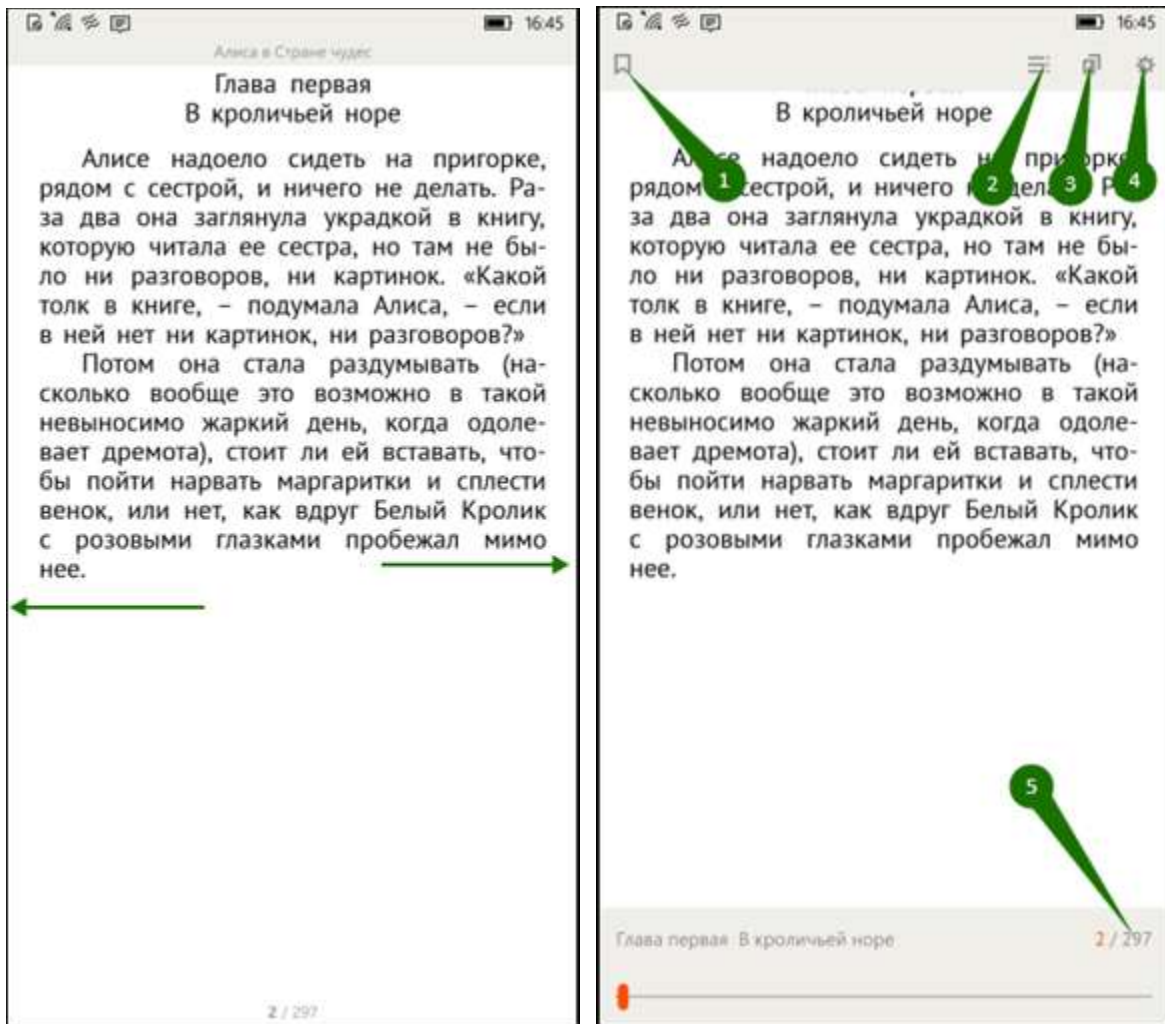 16:45
Алиса в Стране чудес
Глава первая
В кроличьей норе
Алисе надоело сидеть на пригорке,
рядом с сестрой, и ничего не делать. Ра-
за два она заглянула украдкой в книгу,
которую читала ее сестра, но там не бы-
ло ни разговоров, ни картинок. «Какой
толк в книге, – подумала Алиса, – если
в ней нет ни картинок, ни разговоров?»
Потом она стала раздумывать (на-
сколько вообще это возможно в такой
невыносимо жаркий день, когда одоле-
вает дремота), стоит ли ей вставать, что-
бы пойти нарвать маргаритки и сплести
венок, или нет, как вдруг Белый Кролик
с розовыми глазками пробежал мимо
нее.
2 / 297
16:45
В кроличьей норе
1
2
3
4
надоело сидеть
рядом сестрой, и ничего
за два она заглянула украдкой в книгу,
которую читала ее сестра, но там не бы-
ло ни разговоров, ни картинок. «Какой
толк в книге, – подумала Алиса, – если
в ней нет ни картинок, ни разговоров?»
Потом она стала раздумывать (на-
сколько вообще это возможно в такой
невыносимо жаркий день, когда одоле-
вает дремота), стоит ли ей вставать, что-
бы пойти нарвать маргаритки и сплести
венок, или нет, как вдруг Белый Кролик
с розовыми глазками пробежал мимо
нее.
5
Глава первая В кроличьей норе
2 / 297